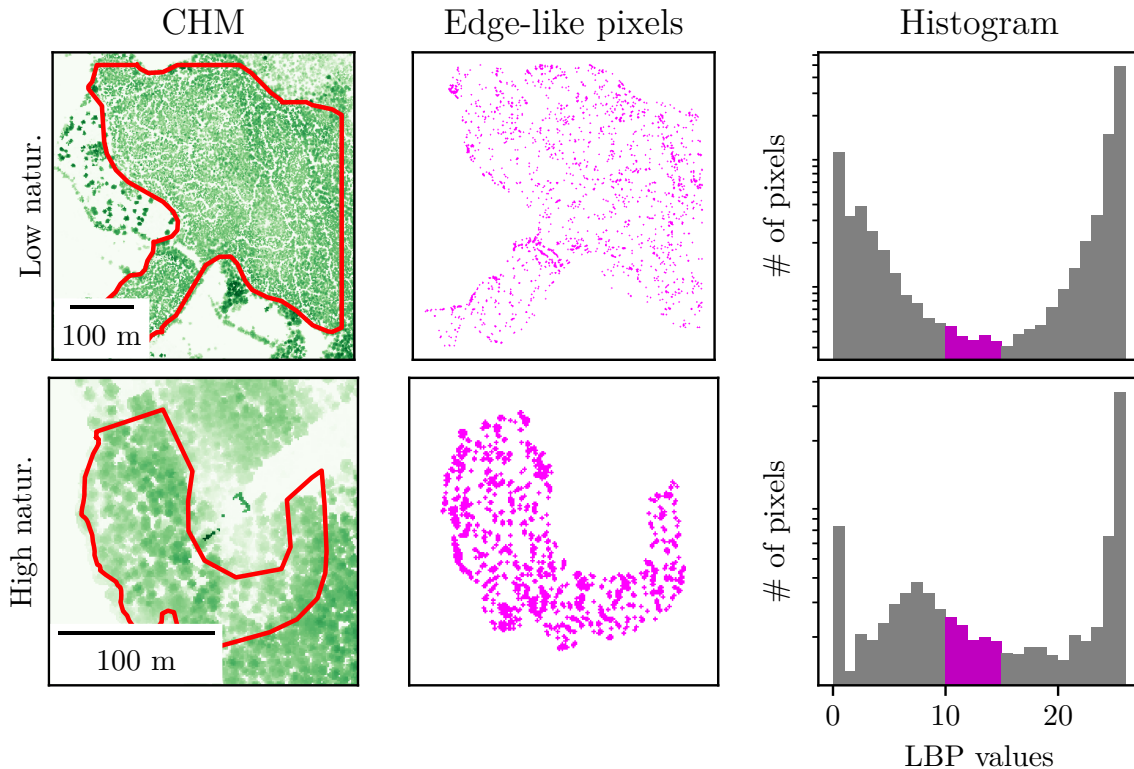 CHM
Edge-like pixels
Histogram
Low natur.
100 m
# of pixels
High natur.
100 m
# of pixels
0
10
20
LBP values